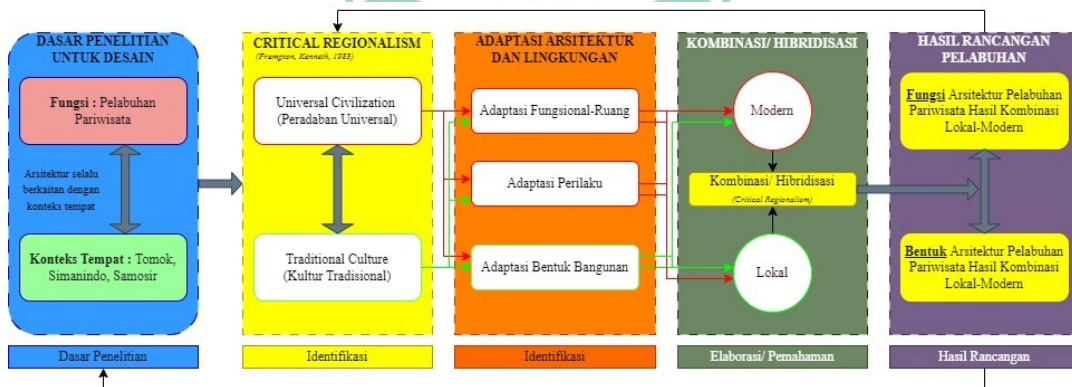 DASAR PENELITIAN
UNTUK DESAIN
Fungsi : Pelabuhan
Pariwisata
Arsitektur selalu
berkaitan dengan
konteks tempat
Konteks Tempat : Tomok,
Simanindo, Samosir
Dasar Penelitian
CRITICAL REGIONALISM
(Frampton, Kenneth, 1983)
Universal Civilization
(Peradaban Universal)
Traditional Culture
(Kultur Tradisional)
Identifikasi
ADAPTASI ARSITEKTUR
DAN LINGKUNGAN
Adaptasi Fungsional-Ruang
Adaptasi Perilaku
Adaptasi Bentuk Bangunan
Identifikasi
KOMBINASI/ HIBRIDISASI
Modern
Kombinasi/ Hibridisasi
(Critical Regionalism)
Lokal
Elaborasi/ Pemahaman
HASIL RANCANGAN
PELABUHAN
Fungsi Arsitektur Pelabuhan
Pariwisata Hasil Kombinasi
Lokal-Modern
Bentuk Arsitektur Pelabuhan
Pariwisata Hasil Kombinasi
Lokal-Modern
Hasil Rancangan